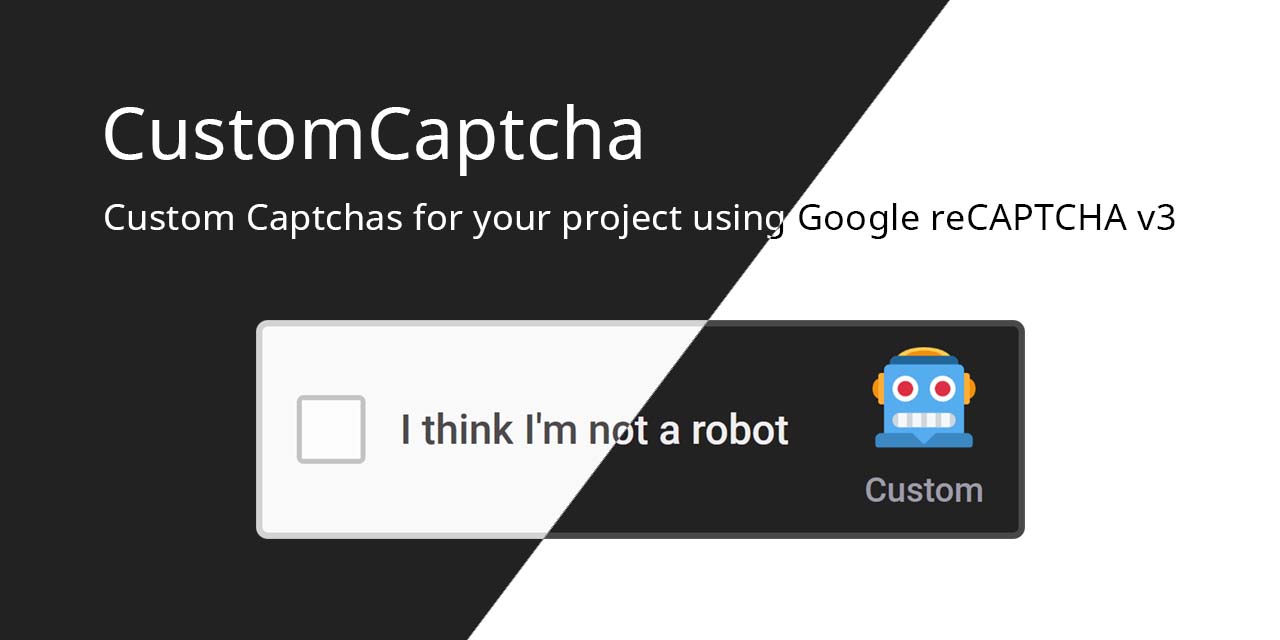 CustomCaptcha
Custom Captchas for your project using Google reCAPTCHA v3
I think I'm not a robot
Custom